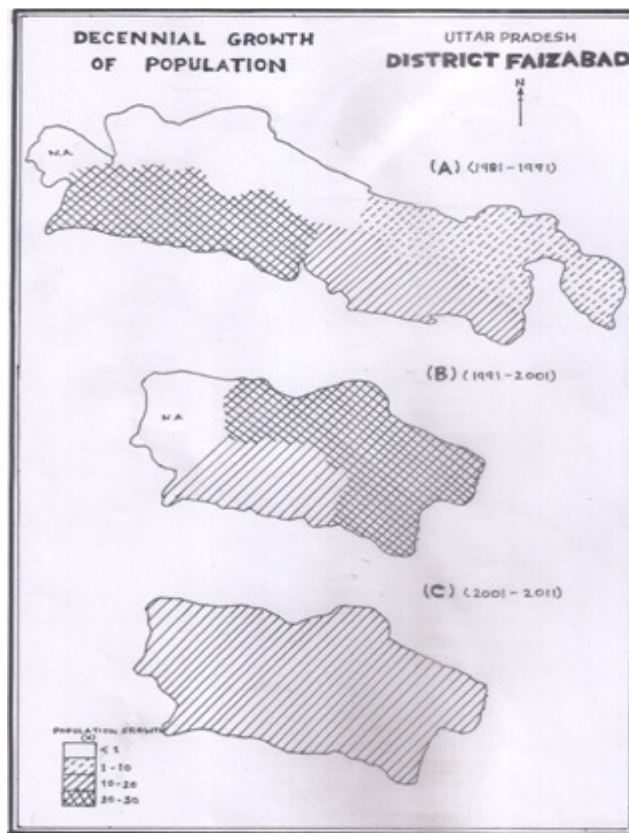 DECENNIAL GROWTH
OF POPULATION
UTTAR PRADESH
DISTRICT FAIZABAD
N
N.A.
(A) (1981-1991)
(B) (1991-2001)
N.A
(C) (2001-2011)
POPULATION GROWTH
(%)
< 1
1-10
10-20
20-30